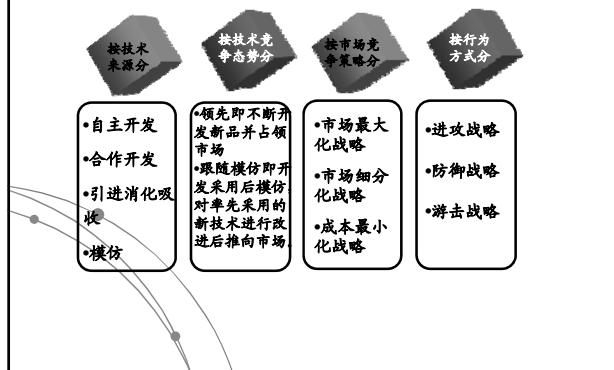 按技术
来源分
按技术竞
争态势分
按市场竞
争策略分
按行为
方式分
•自主开发
•合作开发
•引进消化吸
收
•模仿
•领先即不断开
发新品并占领
市场
•跟随模仿即开
发采用后模仿,
对率先采用的
新技术进行改
进后推向市场.
•市场最大
化战略
•市场细分
化战略
•成本最小
化战略
•进攻战略
•防御战略
•游击战略